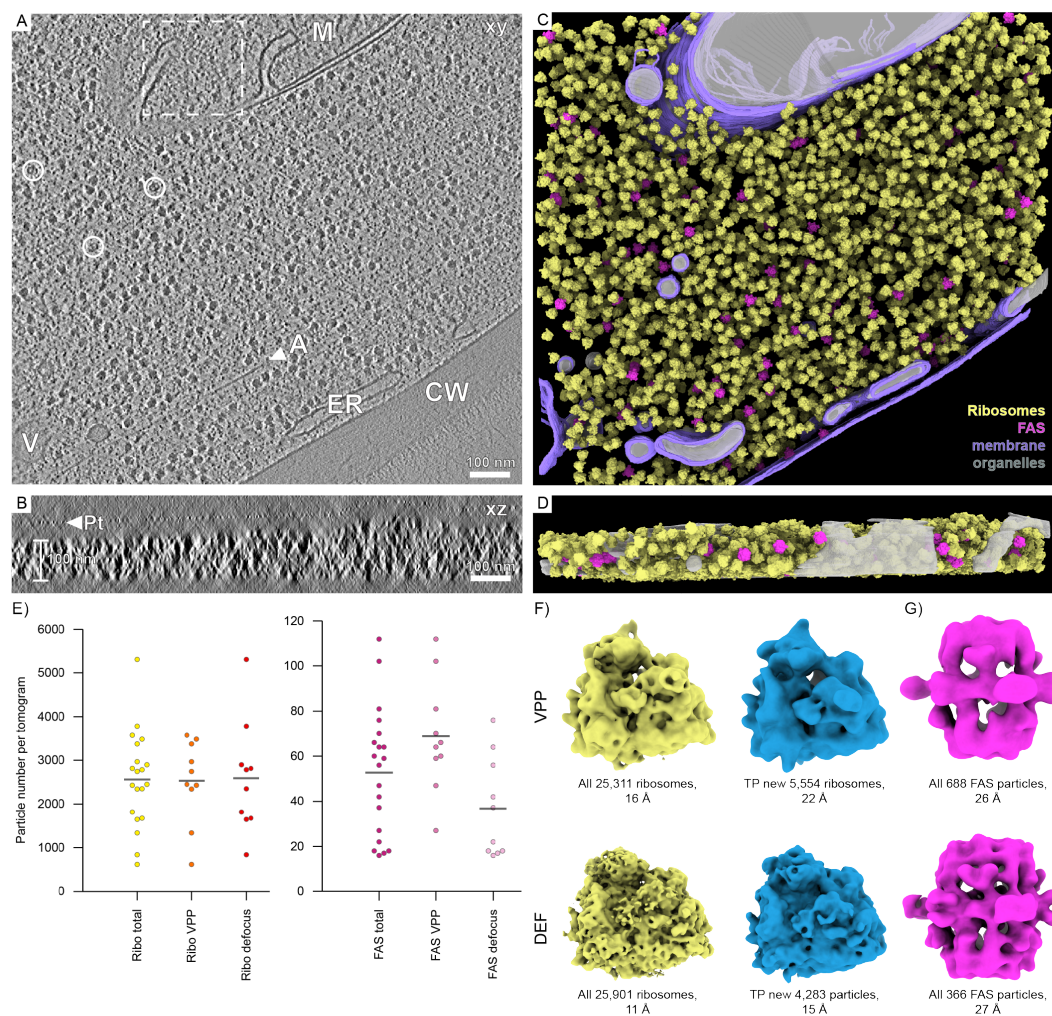 A
xy
M
A
ER
CW
V
100 nm
B
xz
Pt
100 nm
100 nm
C
Ribosomes
FAS
membrane
organelles
D
E)
Particle number per tomogram
6000
5000
4000
3000
2000
1000
0
Ribo total
Ribo VPP
Ribo defocus
120
100
80
60
40
20
0
FAS total
FAS VPP
FAS defocus
F)
G)
VPP
All 25,311 ribosomes,
16 Å
TP new 5,554 ribosomes,
22 Å
All 688 FAS particles,
26 Å
DEF
All 25,901 ribosomes,
11 Å
TP new 4,283 particles,
15 Å
All 366 FAS particles,
27 Å